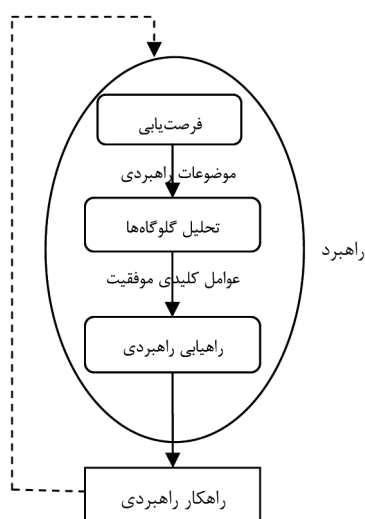 فرصت‌یابی
موضوعات راهبردی
تحلیل گلوگاه‌ها
راهبرد
عوامل کلیدی موفقیت
راهیابی راهبردی
راهکار راهبردی